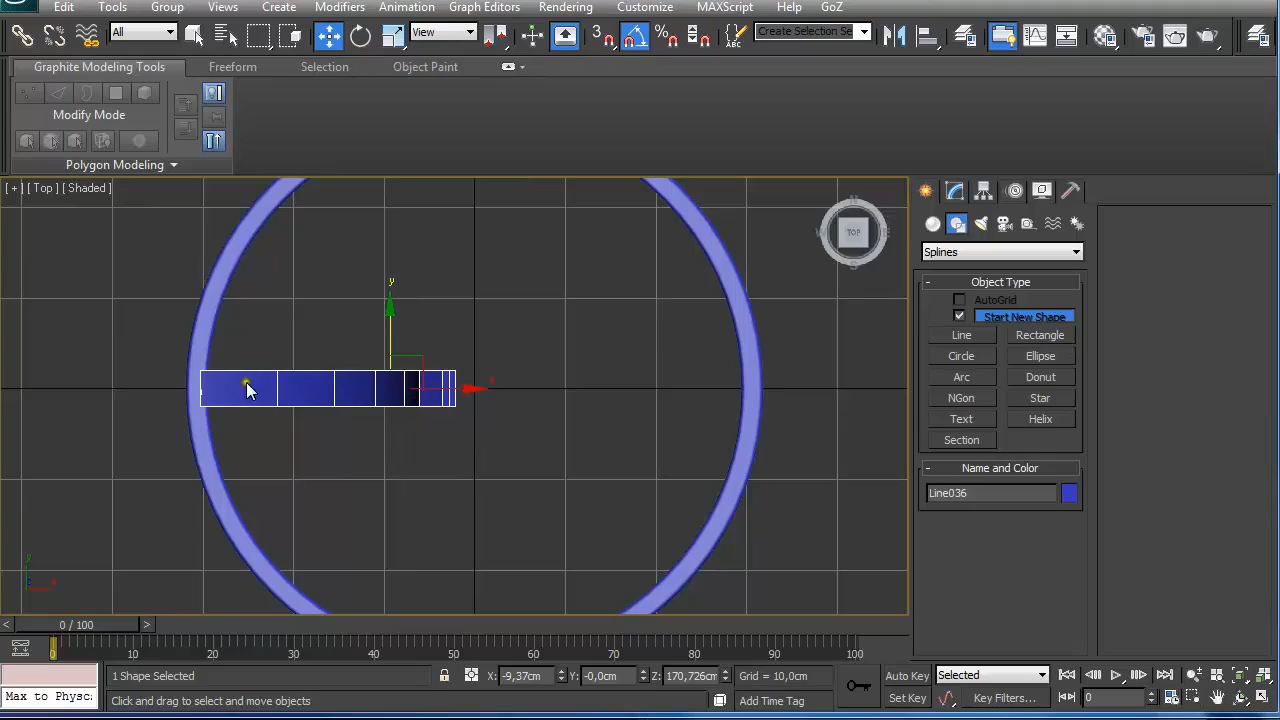 Edit Tools Group Views Create Modifiers Animation Graph Editors Rendering Customize MAXScript Help GoZ
All View 3 Create Selection Se
Graphite Modeling Tools Freeform Selection Object Paint
Modify Mode
Polygon Modeling
[ + ] [ Top ] [ Shaded ]
N
TOP
y
x
Splines
- Object Type
AutoGrid
Start New Shape
Line Rectangle
Circle Ellipse
Arc Donut
NGon Star
Text Helix
Section
- Name and Color
Line036
y
z x
< 0 / 100 >
0 10 20 30 40 50 60 70 80 90 100
1 Shape Selected X: -9,37cm Y: -0,0cm Z: 170,726cm Grid = 10,0cm Auto Key Selected
Max to Physc: Click and drag to select and move objects Add Time Tag Set Key Key Filters... 0